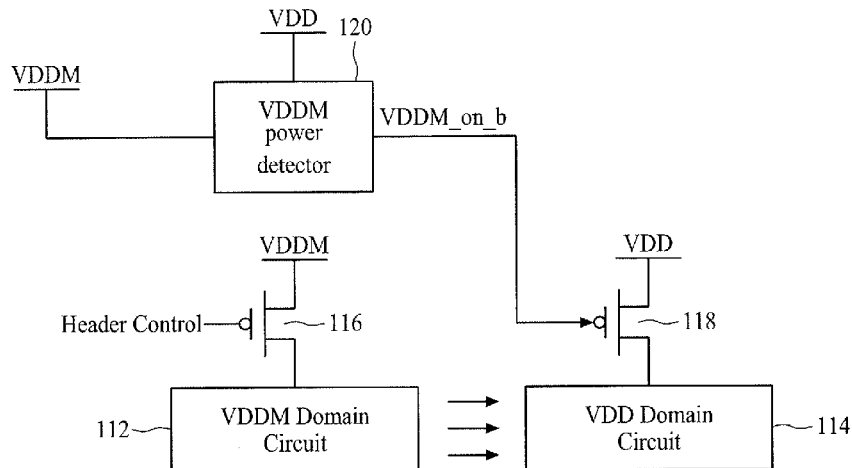 VDD
120
VDDM
VDDM
power
detector
VDDM_on_b
VDDM
VDD
Header Control
116
118
112
VDDM Domain
Circuit
VDD Domain
Circuit
114